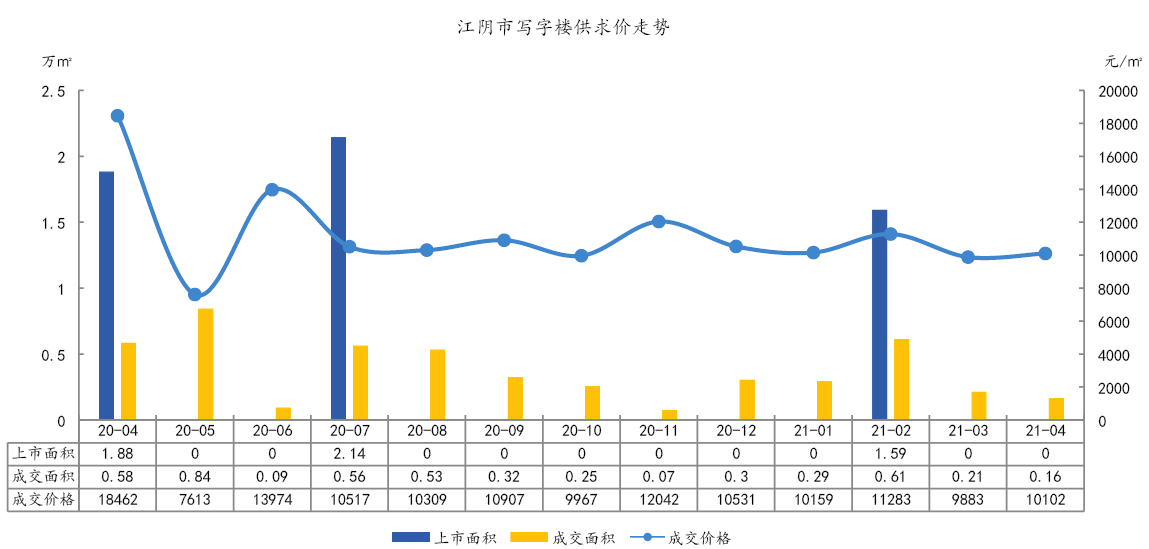 江阴市写字楼供求价走势
万㎡ 元/㎡
2.5 20000
18000
2 16000
14000
1.5 12000
10000
1 8000
6000
0.5 4000
2000
0 0
20-04 20-05 20-06 20-07 20-08 20-09 20-10 20-11 20-12 21-01 21-02 21-03 21-04
上市面积 1.88 0 0 2.14 0 0 0 0 0 0 1.59 0 0
成交面积 0.58 0.84 0.09 0.56 0.53 0.32 0.25 0.07 0.3 0.29 0.61 0.21 0.16
成交价格 18462 7613 13974 10517 10309 10907 9967 12042 10531 10159 11283 9883 10102
上市面积 成交面积 成交价格